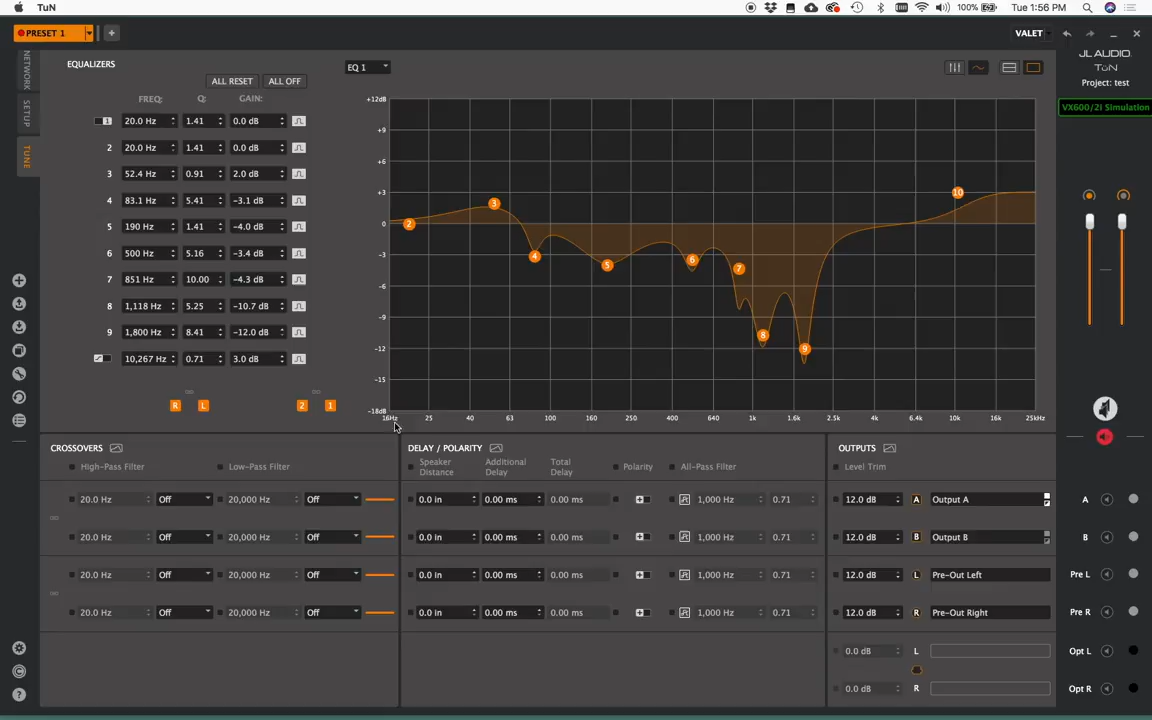 TuN
100%
Tue 1:56 PM
PRESET 1
+
VALET
NETWORK
SETUP
TUNE
EQUALIZERS
ALL RESET
ALL OFF
FREQ:
Q:
GAIN:
1
20.0 Hz
1.41
0.0 dB
2
20.0 Hz
1.41
0.0 dB
3
52.4 Hz
0.91
2.0 dB
4
83.1 Hz
5.41
-3.1 dB
5
190 Hz
1.41
-4.0 dB
6
500 Hz
5.16
-3.4 dB
7
851 Hz
10.00
-4.3 dB
8
1,118 Hz
5.25
-10.7 dB
9
1,800 Hz
8.41
-12.0 dB
10,267 Hz
0.71
3.0 dB
R
L
2
1
EQ 1
+12dB
+9
+6
+3
0
-3
-6
-9
-12
-15
-18dB
2
3
4
5
6
7
8
9
10
16Hz
25
40
63
100
160
250
400
640
1k
1.6k
2.5k
4k
6.4k
10k
16k
25kHz
JL AUDIO
TüN
Project: test
VX600/2i Simulation
CROSSOVERS
High-Pass Filter
Low-Pass Filter
20.0 Hz
Off
20,000 Hz
Off
20.0 Hz
Off
20,000 Hz
Off
20.0 Hz
Off
20,000 Hz
Off
20.0 Hz
Off
20,000 Hz
Off
DELAY / POLARITY
Speaker
Distance
Additional
Delay
Total
Delay
Polarity
All-Pass Filter
0.0 in
0.00 ms
0.00 ms
1,000 Hz
0.71
0.0 in
0.00 ms
0.00 ms
1,000 Hz
0.71
0.0 in
0.00 ms
0.00 ms
1,000 Hz
0.71
0.0 in
0.00 ms
0.00 ms
1,000 Hz
0.71
OUTPUTS
Level Trim
12.0 dB
A
Output A
12.0 dB
B
Output B
12.0 dB
L
Pre-Out Left
12.0 dB
R
Pre-Out Right
0.0 dB
L
0.0 dB
R
A
B
Pre L
Pre R
Opt L
Opt R